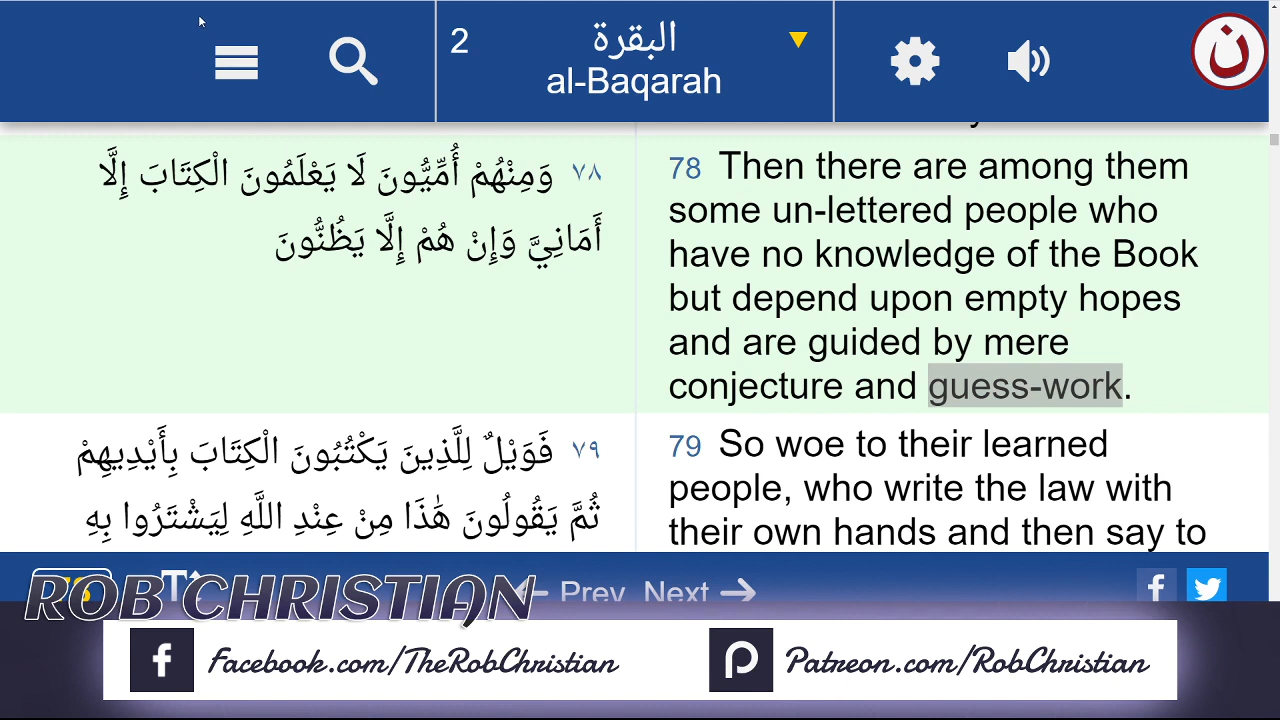 2
البقرة
al-Baqarah
ن
٧٨ وَمِنْهُمْ أُمِّيُّونَ لَا يَعْلَمُونَ الْكِتَابَ إِلَّا
أَمَانِيَّ وَإِنْ هُمْ إِلَّا يَظُنُّونَ
78 Then there are among them
some un-lettered people who
have no knowledge of the Book
but depend upon empty hopes
and are guided by mere
conjecture and guess-work.
٧٩ فَوَيْلٌ لِلَّذِينَ يَكْتُبُونَ الْكِتَابَ بِأَيْدِيهِمْ
ثُمَّ يَقُولُونَ هَٰذَا مِنْ عِنْدِ اللَّهِ لِيَشْتَرُوا بِهِ
79 So woe to their learned
people, who write the law with
their own hands and then say to
Prev Next
ROB CHRISTIAN
Facebook.com/TheRobChristian
Patreon.com/RobChristian